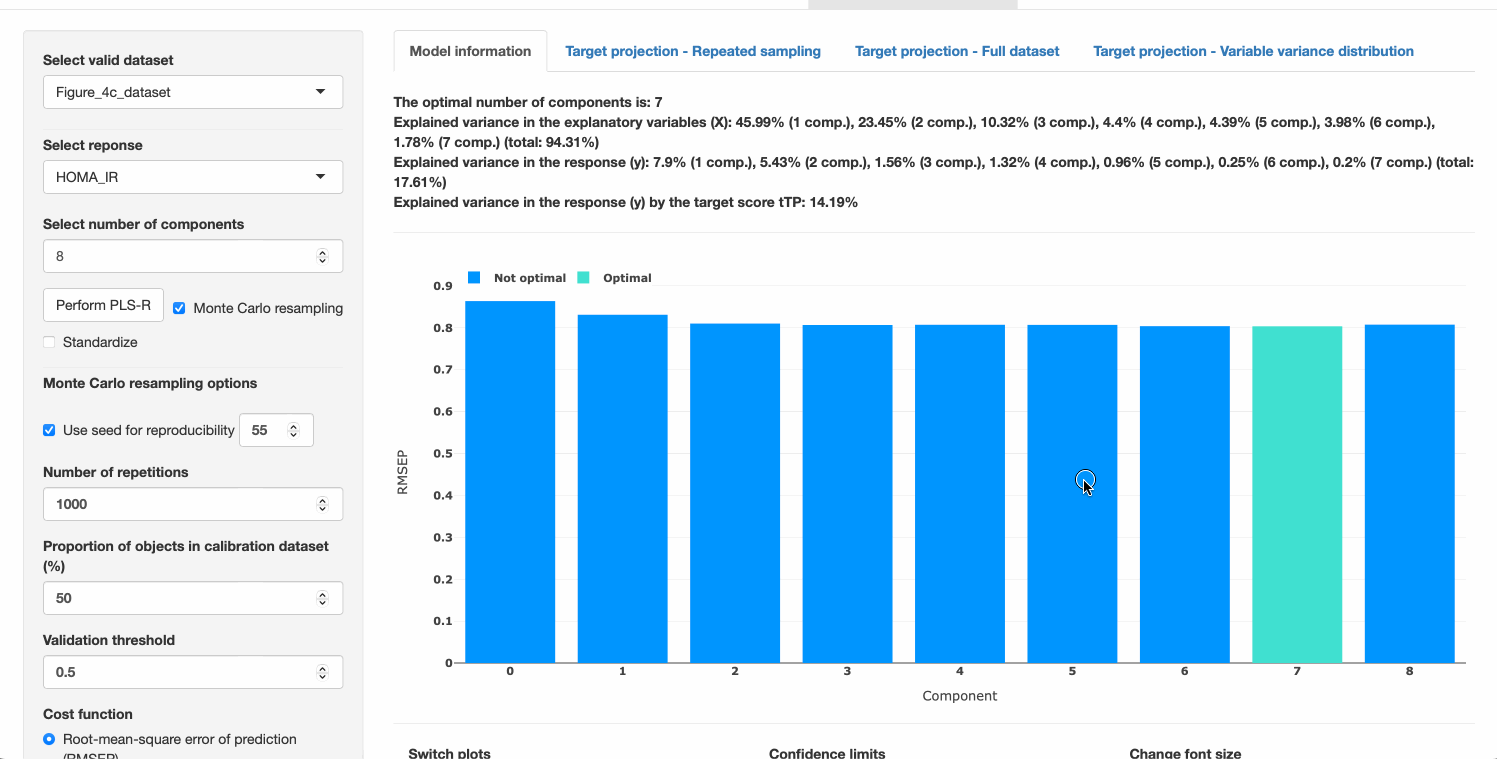 Select valid dataset
Figure_4c_dataset
Select reponse
HOMA_IR
Select number of components
8
Perform PLS-R
Monte Carlo resampling
Standardize
Monte Carlo resampling options
Use seed for reproducibility
55
Number of repetitions
1000
Proportion of objects in calibration dataset
(%)
50
Validation threshold
0.5
Cost function
Root-mean-square error of prediction
(RMSEP)
Model information
Target projection - Repeated sampling
Target projection - Full dataset
Target projection - Variable variance distribution
The optimal number of components is: 7
Explained variance in the explanatory variables (X): 45.99% (1 comp.), 23.45% (2 comp.), 10.32% (3 comp.), 4.4% (4 comp.), 4.39% (5 comp.), 3.98% (6 comp.),
1.78% (7 comp.) (total: 94.31%)
Explained variance in the response (y): 7.9% (1 comp.), 5.43% (2 comp.), 1.56% (3 comp.), 1.32% (4 comp.), 0.96% (5 comp.), 0.25% (6 comp.), 0.2% (7 comp.) (total:
17.61%)
Explained variance in the response (y) by the target score tTP: 14.19%
Not optimal
Optimal
0.9
0.8
0.7
0.6
0.5
0.4
0.3
0.2
0.1
0
RMSEP
0 1 2 3 4 5 6 7 8
Component
Switch plots
Confidence limits
Change font size